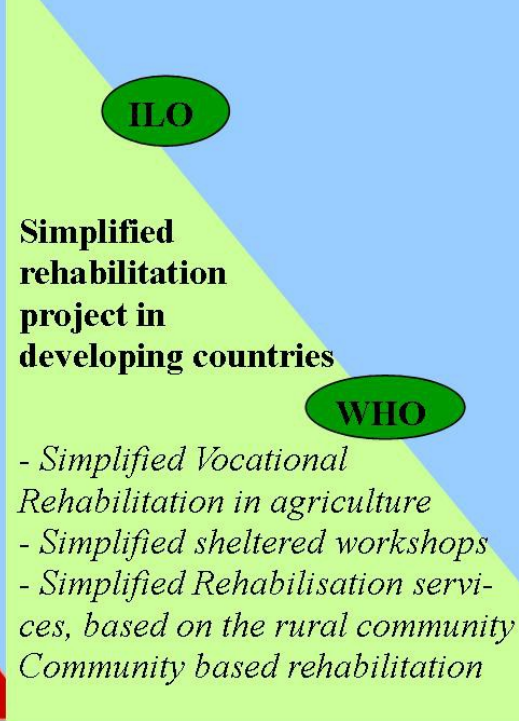 ILO
Simplified
rehabilitation
project in
developing countries
WHO
- Simplified Vocational
Rehabilitation in agriculture
- Simplified sheltered workshops
- Simplified Rehabilisation servi-
ces, based on the rural community
Community based rehabilitation